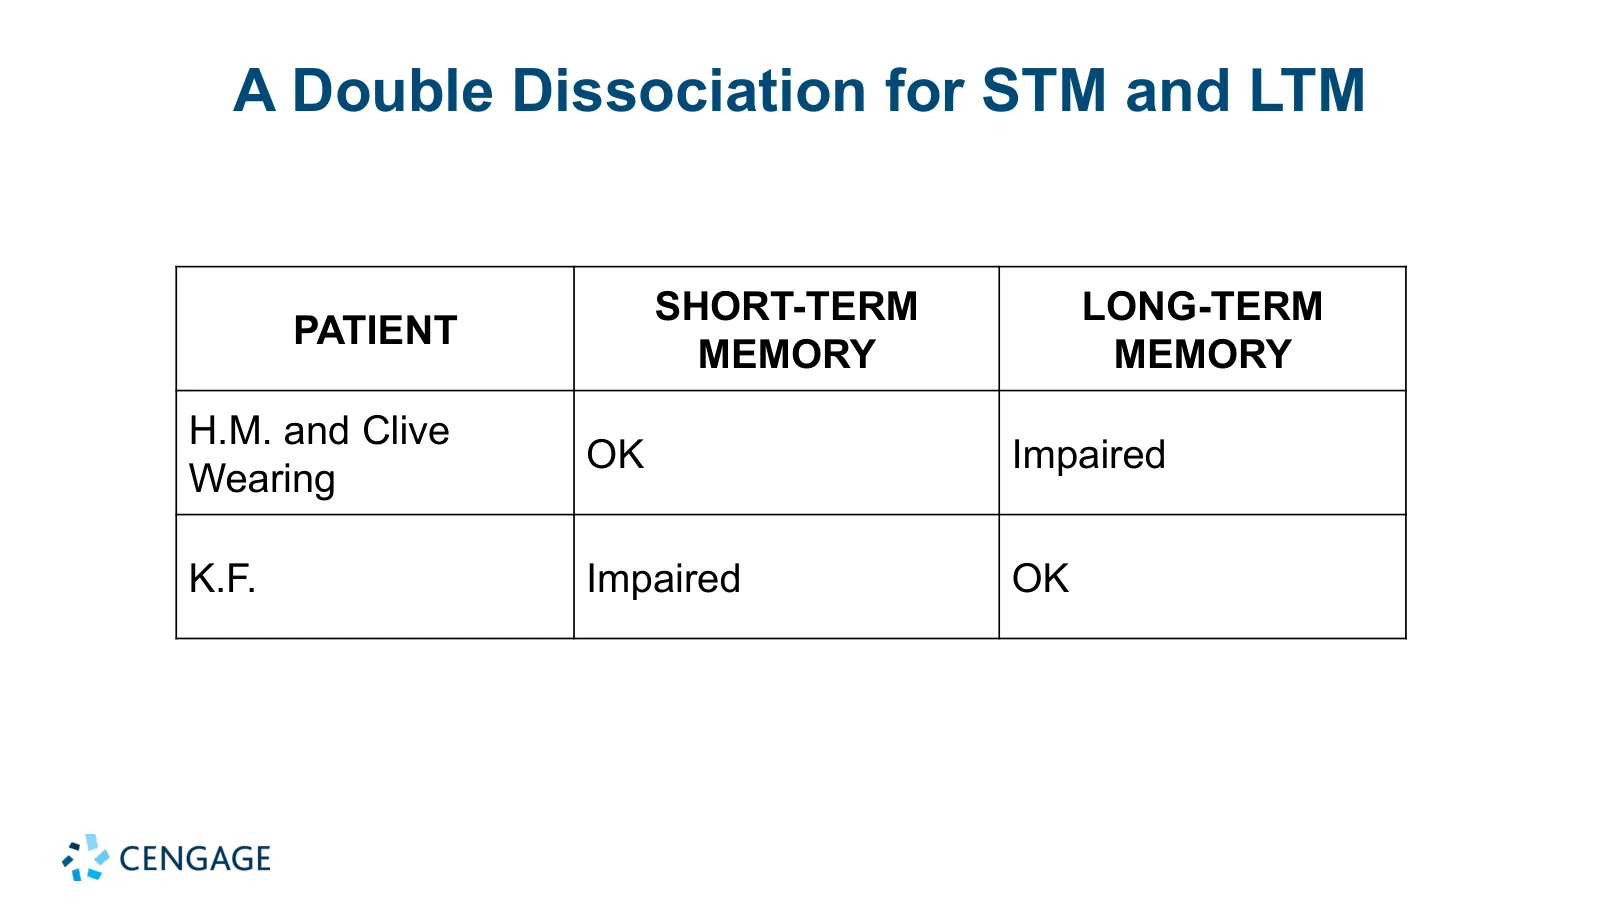 A Double Dissociation for STM and LTM
PATIENT
SHORT-TERM
MEMORY
LONG-TERM
MEMORY
H.M. and Clive
Wearing
OK
Impaired
K.F.
Impaired
OK
CENGAGE